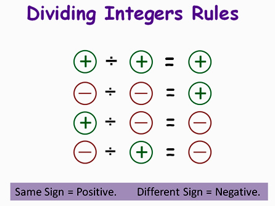 Dividing Integers Rules
+ ÷ + = +
− ÷ − = +
+ ÷ − = −
− ÷ + = −
Same Sign = Positive. Different Sign = Negative.